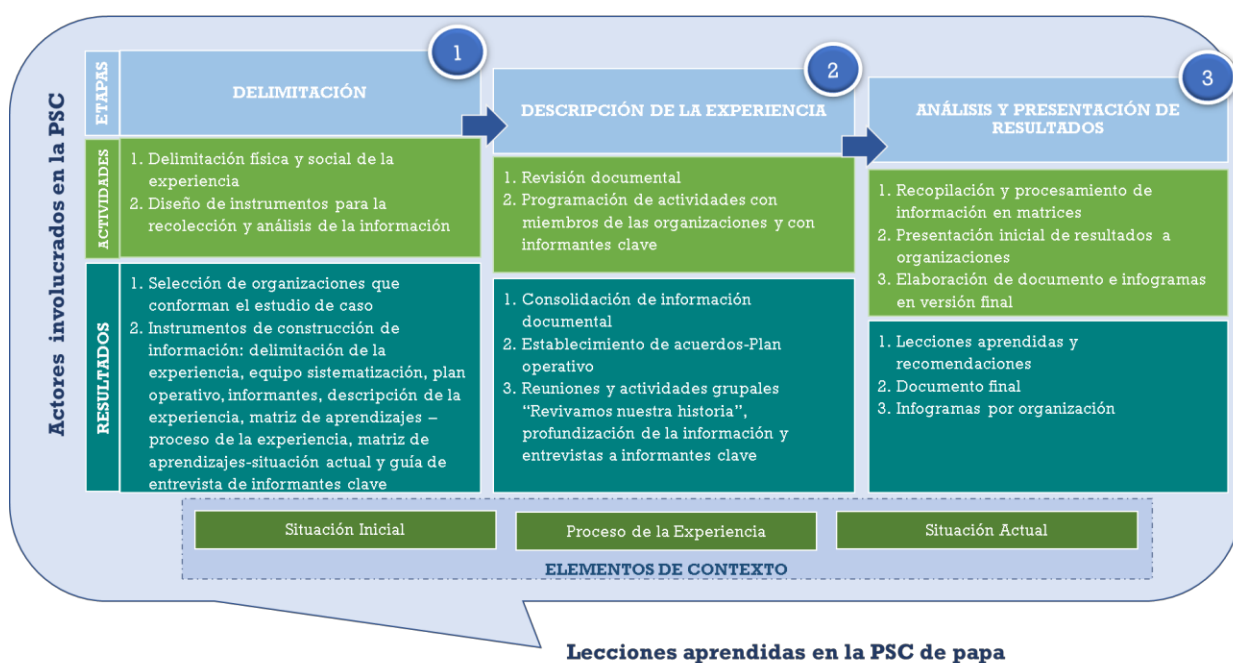 Actores involucrados en la PSC
ETAPAS
1
DELIMITACIÓN
2
DESCRIPCIÓN DE LA EXPERIENCIA
3
ANÁLISIS Y PRESENTACIÓN DE
RESULTADOS
ACTIVIDADES
1. Delimitación física y social de la
experiencia
2. Diseño de instrumentos para la
recolección y análisis de la información
1. Revisión documental
2. Programación de actividades con
miembros de las organizaciones y con
informantes clave
1. Recopilación y procesamiento de
información en matrices
2. Presentación inicial de resultados a
organizaciones
3. Elaboración de documento e infogramas
en versión final
RESULTADOS
1. Selección de organizaciones que
conforman el estudio de caso
2. Instrumentos de construcción de
información: delimitación de la
experiencia, equipo sistematización, plan
operativo, informantes, descripción de la
experiencia, matriz de aprendizajes –
proceso de la experiencia, matriz de
aprendizajes-situación actual y guía de
entrevista de informantes clave
1. Consolidación de información
documental
2. Establecimiento de acuerdos-Plan
operativo
3. Reuniones y actividades grupales
“Revivamos nuestra historia”,
profundización de la información y
entrevistas a informantes clave
1. Lecciones aprendidas y
recomendaciones
2. Documento final
3. Infogramas por organización
Situación Inicial
Proceso de la Experiencia
Situación Actual
ELEMENTOS DE CONTEXTO
Lecciones aprendidas en la PSC de papa